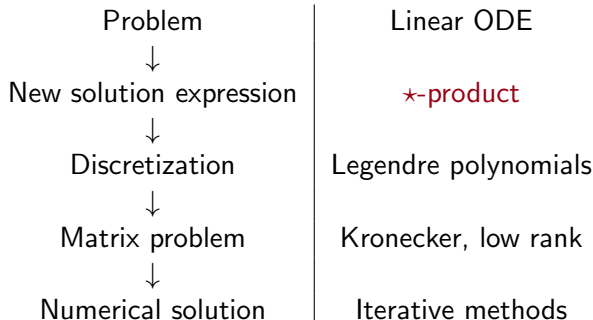 Problem Linear ODE
↓
New solution expression ⋆-product
↓
Discretization Legendre polynomials
↓
Matrix problem Kronecker, low rank
↓
Numerical solution Iterative methods